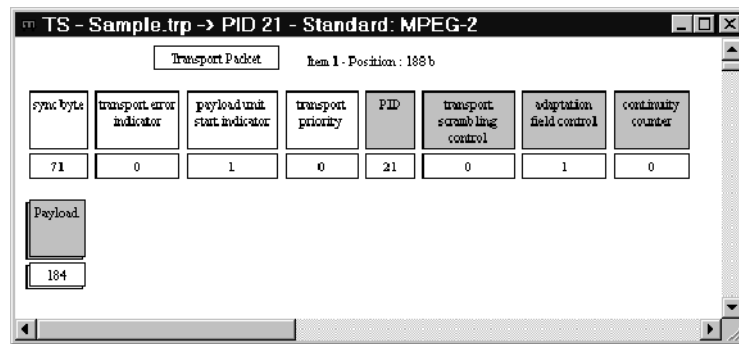 TS - Sample.trp -> PID 21 - Standard: MPEG-2
Transport Packet Item 1 - Position : 188 b
sync byte transport error indicator payload unit start indicator transport priority PID transport scrambling control adaptation field control continuity counter
71 0 1 0 21 0 1 0
Payload
184